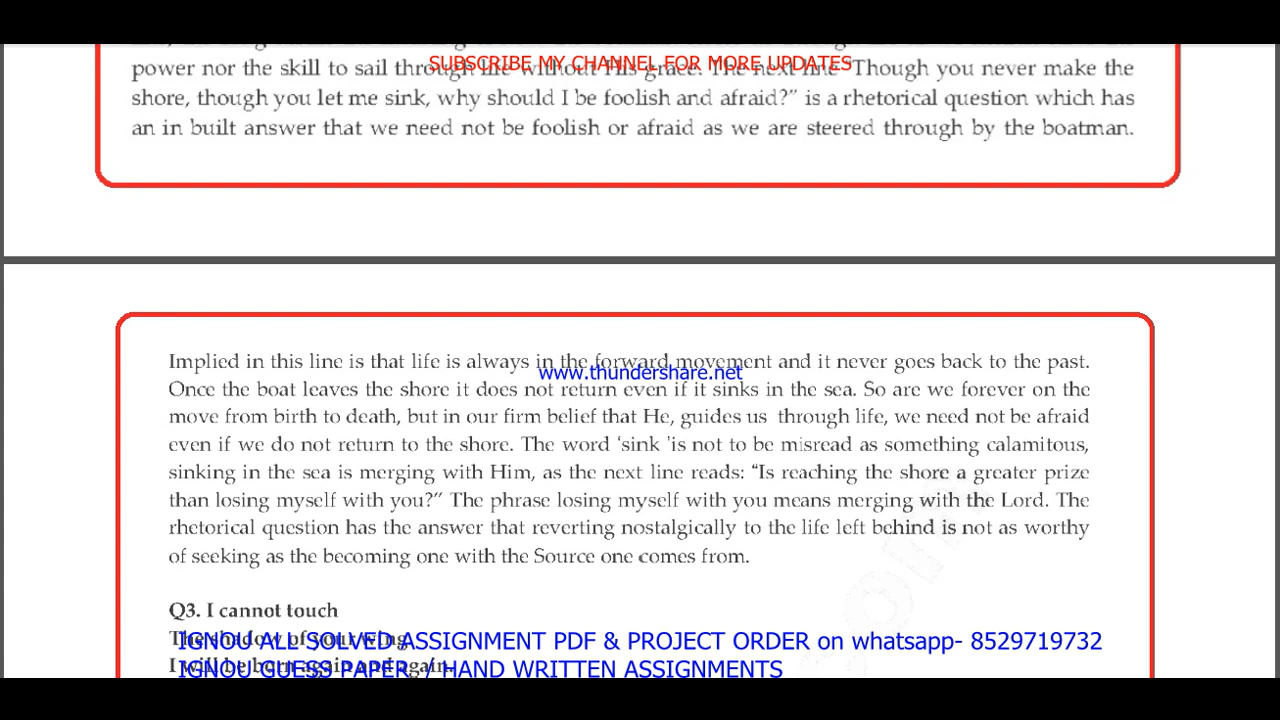 SUBSCRIBE MY CHANNEL FOR MORE UPDATES
power nor the skill to sail through life without His grace. The next line "Though you never make the
shore, though you let me sink, why should I be foolish and afraid?" is a rhetorical question which has
an in built answer that we need not be foolish or afraid as we are steered through by the boatman.
Implied in this line is that life is always in the forward movement and it never goes back to the past.
www.thundershare.net
Once the boat leaves the shore it does not return even if it sinks in the sea. So are we forever on the
move from birth to death, but in our firm belief that He, guides us through life, we need not be afraid
even if we do not return to the shore. The word 'sink 'is not to be misread as something calamitous,
sinking in the sea is merging with Him, as the next line reads: "Is reaching the shore a greater prize
than losing myself with you?" The phrase losing myself with you means merging with the Lord. The
rhetorical question has the answer that reverting nostalgically to the life left behind is not as worthy
of seeking as the becoming one with the Source one comes from.
Q3. I cannot touch
The shadow of your wing
IGNOU ALL SOLVED ASSIGNMENT PDF & PROJECT ORDER on whatsapp- 8529719732
I will be born again and again.
IGNOU GUESS PAPER / HAND WRITTEN ASSIGNMENTS